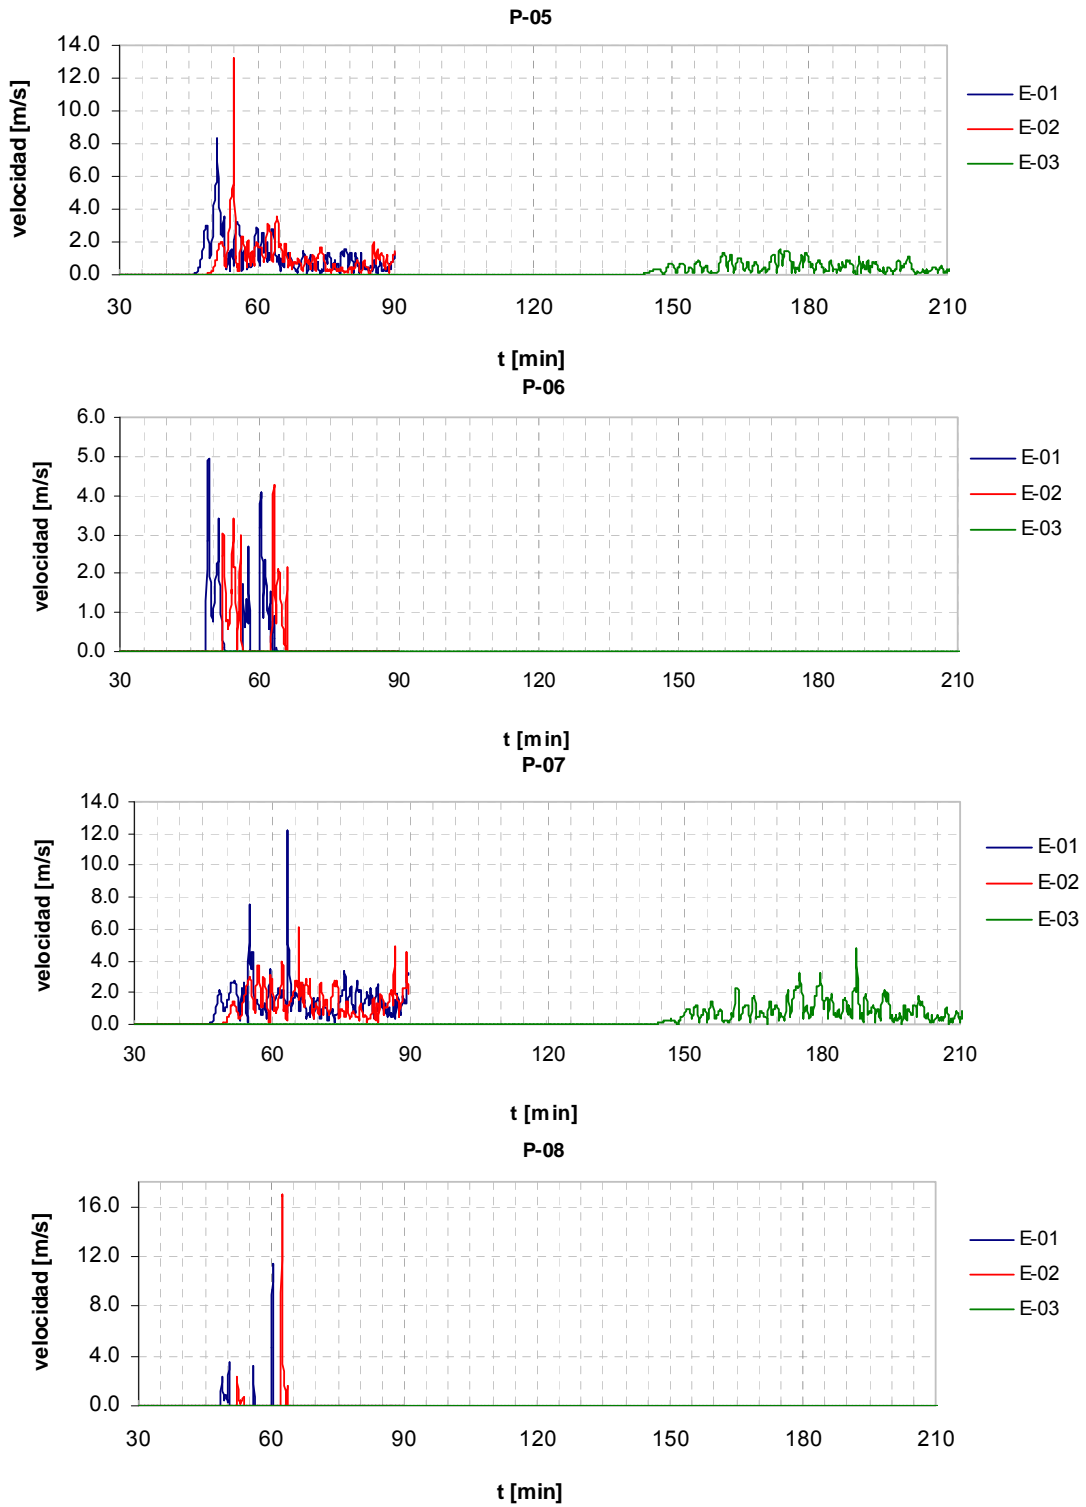 P-05
14.0
12.0
10.0
8.0
6.0
4.0
2.0
0.0
velocidad [m/s]
30 60 90 120 150 180 210
t [min]
E-01
E-02
E-03
P-06
6.0
5.0
4.0
3.0
2.0
1.0
0.0
velocidad [m/s]
30 60 90 120 150 180 210
t [min]
E-01
E-02
E-03
P-07
14.0
12.0
10.0
8.0
6.0
4.0
2.0
0.0
velocidad [m/s]
30 60 90 120 150 180 210
t [min]
E-01
E-02
E-03
P-08
16.0
12.0
8.0
4.0
0.0
velocidad [m/s]
30 60 90 120 150 180 210
t [min]
E-01
E-02
E-03